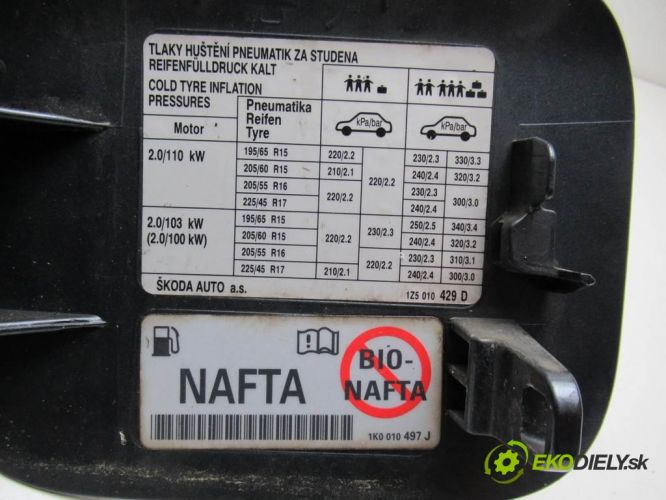 TLAKY HUŠTĚNÍ PNEUMATIK ZA STUDENA
REIFENFÜLLDRUCK KALT
COLD TYRE INFLATION
PRESSURES
Pneumatika
Reifen
Tyre
kPa/bar
kPa/bar
Motor
2.0/110 kW
195/65 R15 220/2.2 220/2.2 230/2.3 330/3.3
205/60 R15 210/2.1 240/2.4 320/3.2
205/55 R16 220/2.2 230/2.3 300/3.0
225/45 R17 240/2.4
2.0/103 kW
(2.0/100 kW)
195/65 R15 220/2.2 230/2.3 250/2.5 340/3.4
205/60 R15 240/2.4 320/3.2
205/55 R16 220/2.2 230/2.3 310/3.1
225/45 R17 210/2.1 240/2.4 300/3.0
ŠKODA AUTO a.s.
1Z5 010 429 D
NAFTA
BIO-
NAFTA
1K0 010 497 J
EKODIELY.sk